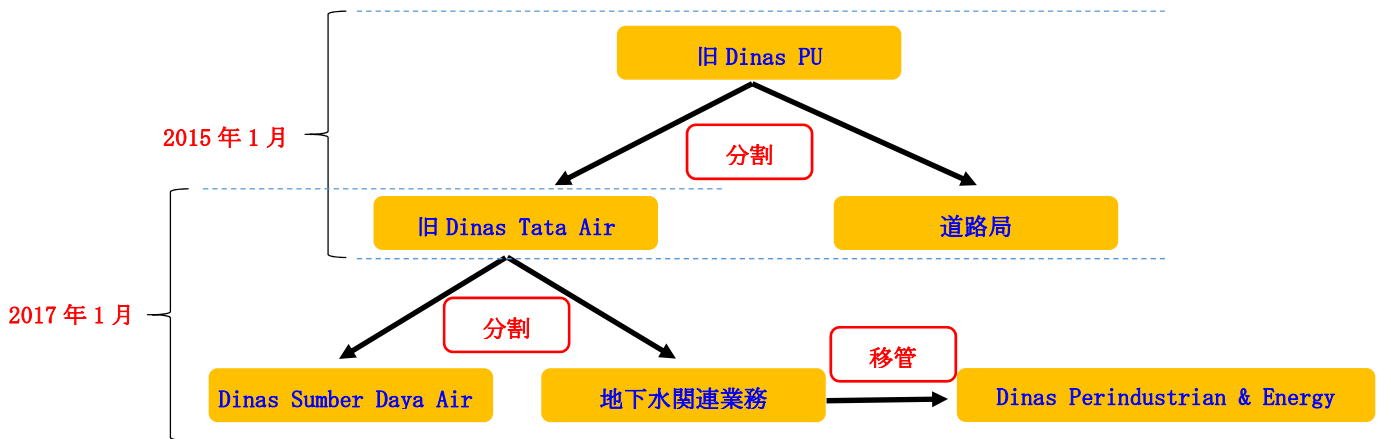 旧 Dinas PU
2015 年 1 月
分割
旧 Dinas Tata Air
道路局
2017 年 1 月
分割
移管
Dinas Sumber Daya Air
地下水関連業務
Dinas Perindustrian & Energy